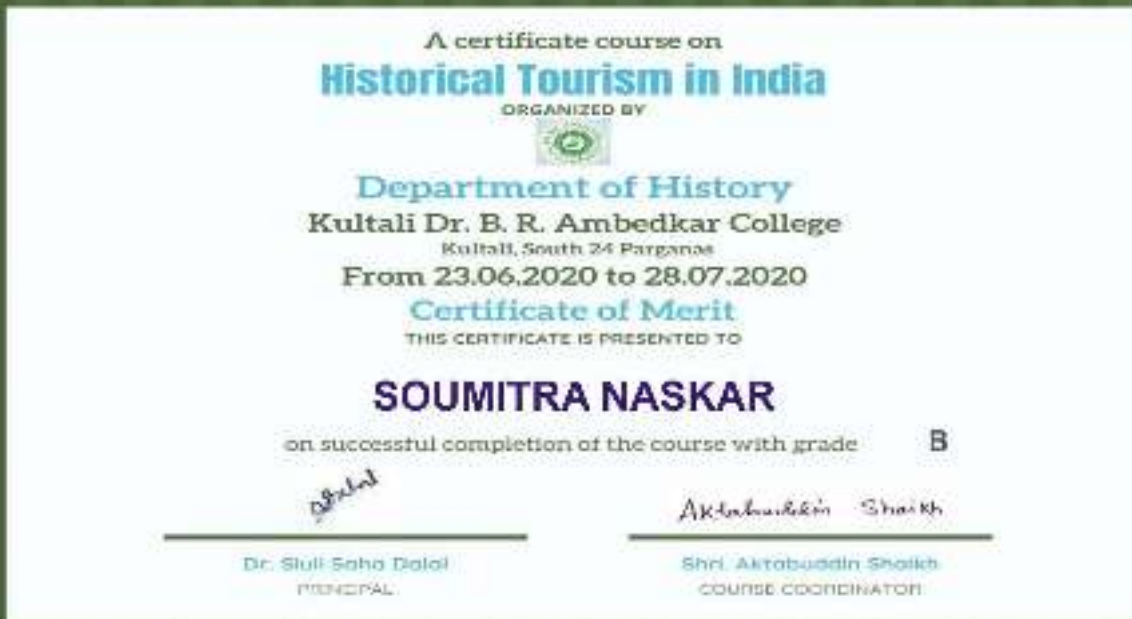 A certificate course on
Historical Tourism in India
ORGANIZED BY
Department of History
Kultali Dr. B. R. Ambedkar College
Kultali, South 24 Parganas
From 23.06.2020 to 28.07.2020
Certificate of Merit
THIS CERTIFICATE IS PRESENTED TO
SOUMITRA NASKAR
on successful completion of the course with grade B
Aktabuddin Shaikh
Dr. Siuli Saha Dalal
Shri. Aktabuddin Shaikh
PRINCIPAL
COURSE COORDINATOR